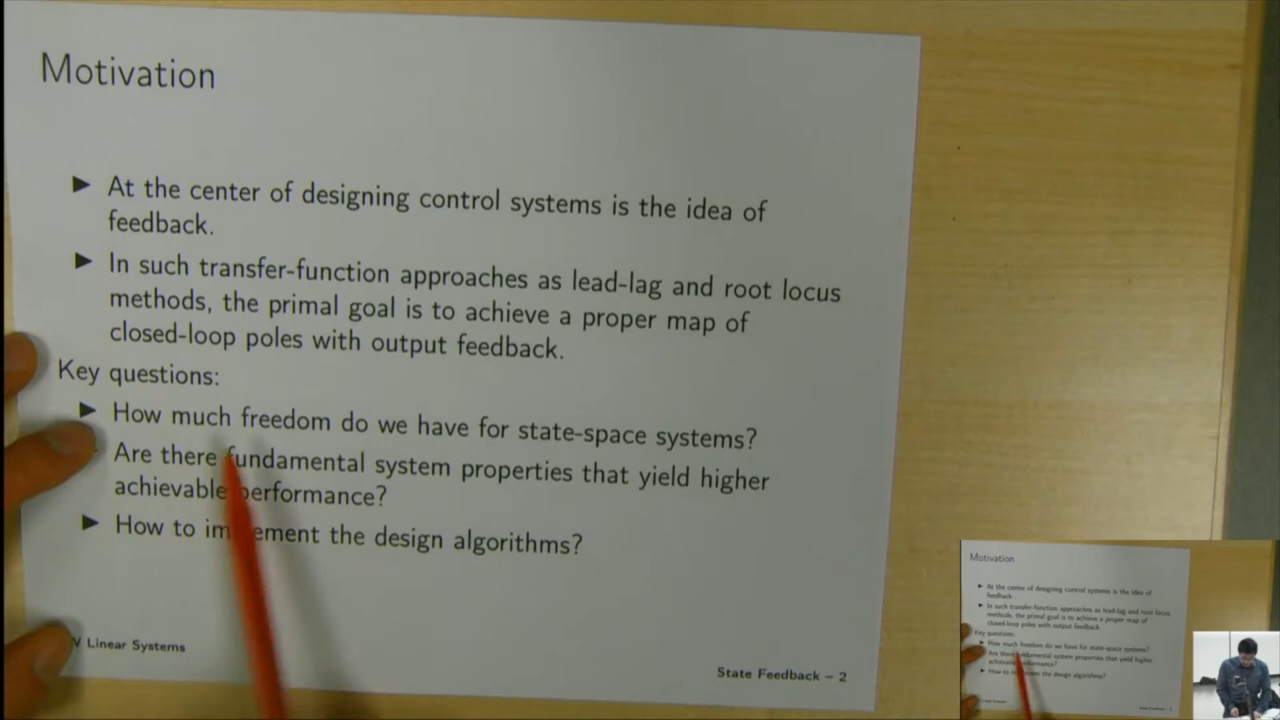 Motivation
▶ At the center of designing control systems is the idea of
feedback.
▶ In such transfer-function approaches as lead-lag and root locus
methods, the primal goal is to achieve a proper map of
closed-loop poles with output feedback.
Key questions:
▶ How much freedom do we have for state-space systems?
Are there fundamental system properties that yield higher
achievable performance?
▶ How to implement the design algorithms?
Linear Systems
State Feedback – 2